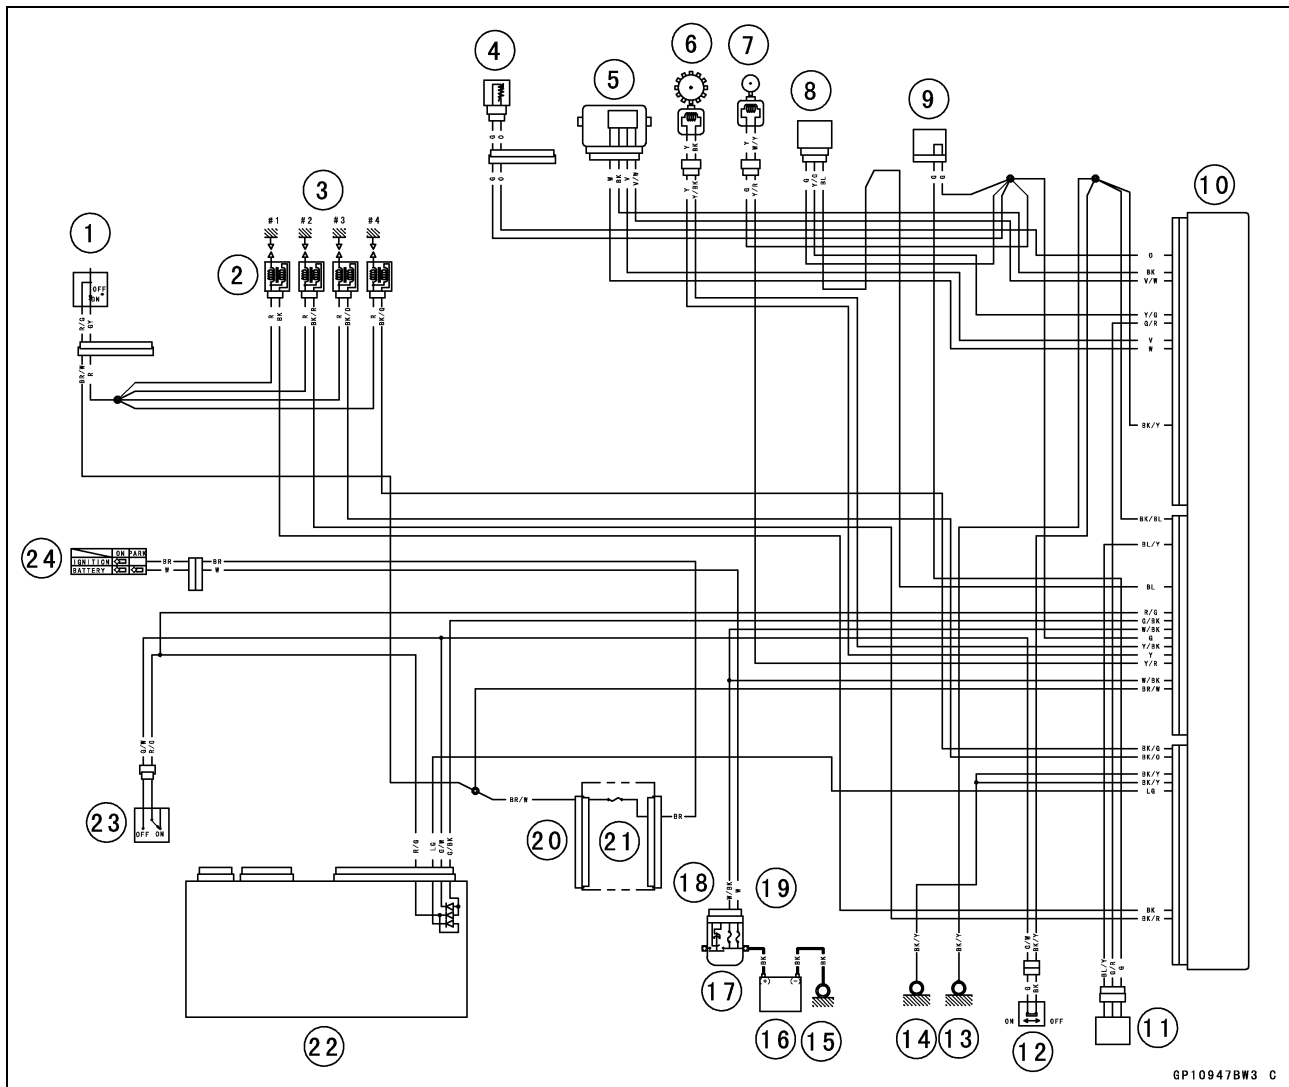 4
5
6
7
8
9
10
3
1
2
#1
#2
#3
#4
OFF
ON
G
O
G
O
W
BK
V
V/W
Y
BK
Y
Y/BK
Y
W/Y
G
Y/R
G
Y/G
BL
G
G
R/G
GY
BR/W
R
R
BK
R
BK/R
R
BK/O
R
BK/G
O
BK
V/W
Y/G
G/R
V
W
BK/Y
BK/BL
BL/Y
BL
R/G
G/BK
W/BK
G
Y/BK
Y
Y/R
W/BK
BR/W
BK/G
BK/O
BK/Y
BK/Y
LG
BK
BK/R
24
ON PARK
IGNITION
BATTERY
BR
W
BR
W
G/W
R/G
23
OFF ON
R/G
LG
G/W
G/BK
BR/W
BR
20
21
18
19
W/BK
W
BK
BK
BK
(+)
(-)
17
16
15
14
13
12
11
BK/Y
BK/Y
G/W
BK/Y
G
BK
ON
OFF
BL/Y
G/R
G
22
GP10947BW3 C